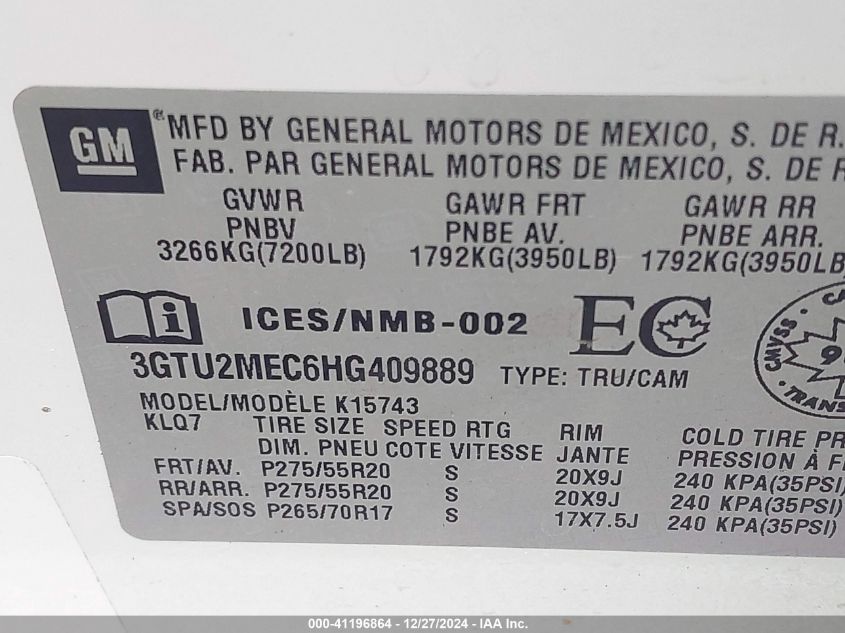 GM ® MFD BY GENERAL MOTORS DE MEXICO, S. DE R.
FAB. PAR GENERAL MOTORS DE MEXICO, S. DE R
GVWR GAWR FRT GAWR RR
PNBV PNBE AV. PNBE ARR.
3266KG(7200LB) 1792KG(3950LB) 1792KG(3950LB
i ICES/NMB-002 EC
3GTU2MEC6HG409889 TYPE: TRU/CAM
CMVSS
TRANS
MODEL/MODÈLE K15743
KLQ7 TIRE SIZE SPEED RTG RIM COLD TIRE PR
DIM. PNEU COTE VITESSE JANTE PRESSION À F
FRT/AV. P275/55R20 S 20X9J 240 KPA(35PSI)
RR/ARR. P275/55R20 S 20X9J 240 KPA(35PSI)
SPA/SOS P265/70R17 S 17X7.5J 240 KPA(35PSI)
000-41196864 / 12/27/2024 - IAA Inc.